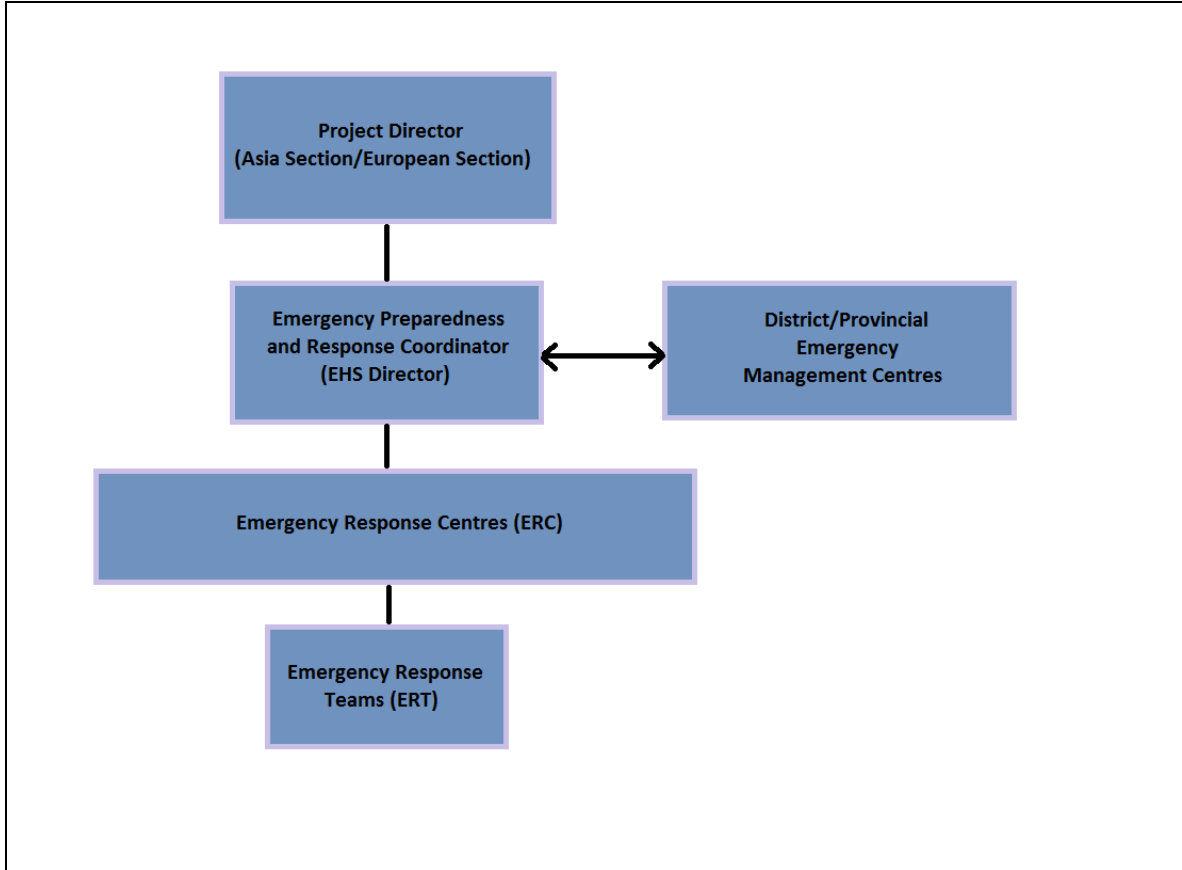 Project Director
(Asia Section/European Section)
Emergency Preparedness
and Response Coordinator
(EHS Director)
District/Provincial
Emergency
Management Centres
Emergency Response Centres (ERC)
Emergency Response
Teams (ERT)